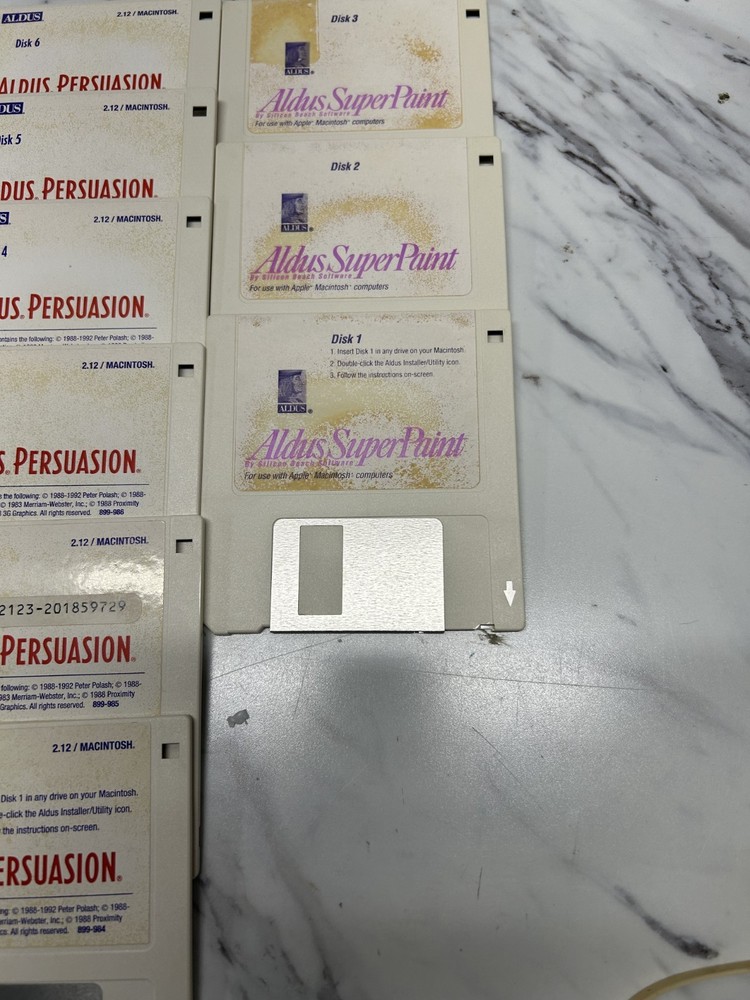 ALDUS
2.12 / MACINTOSH.
Disk 6
ALDUS PERSUASION.
2.12 / MACINTOSH.
5
PERSUASION.
2.12 / MACINTOSH.
4
PERSUASION.
the following: © 1988-1992 Peter Polash; © 1988-
2.12 / MACINTOSH.
PERSUASION.
the following: © 1988-1992 Peter Polash; © 1988-
© 1983 Merriam-Webster, Inc.; © 1988 Proximity
3G Graphics. All rights reserved. 899-986
2.12 / MACINTOSH.
2123-201859729
PERSUASION.
following: © 1988-1992 Peter Polash; © 1988-
Merriam-Webster, Inc.; © 1988 Proximity
Graphics. All rights reserved. 899-985
2.12 / MACINTOSH.
Disk 1 in any drive on your Macintosh.
-click the Aldus Installer/Utility icon.
the instructions on-screen.
ERSUASION.
© 1988-1992 Peter Polash; © 1988-
Inc.; © 1988 Proximity
All rights reserved. 899-984
Disk 3
ALDUS
Aldus SuperPaint
By Silicon Beach Software
For use with Apple Macintosh computers
Disk 2
ALDUS
Aldus SuperPaint
By Silicon Beach Software
For use with Apple Macintosh computers
Disk 1
1. Insert Disk 1 in any drive on your Macintosh.
2. Double-click the Aldus Installer/Utility icon.
3. Follow the instructions on-screen.
ALDUS
Aldus SuperPaint
By Silicon Beach Software
For use with Apple Macintosh computers